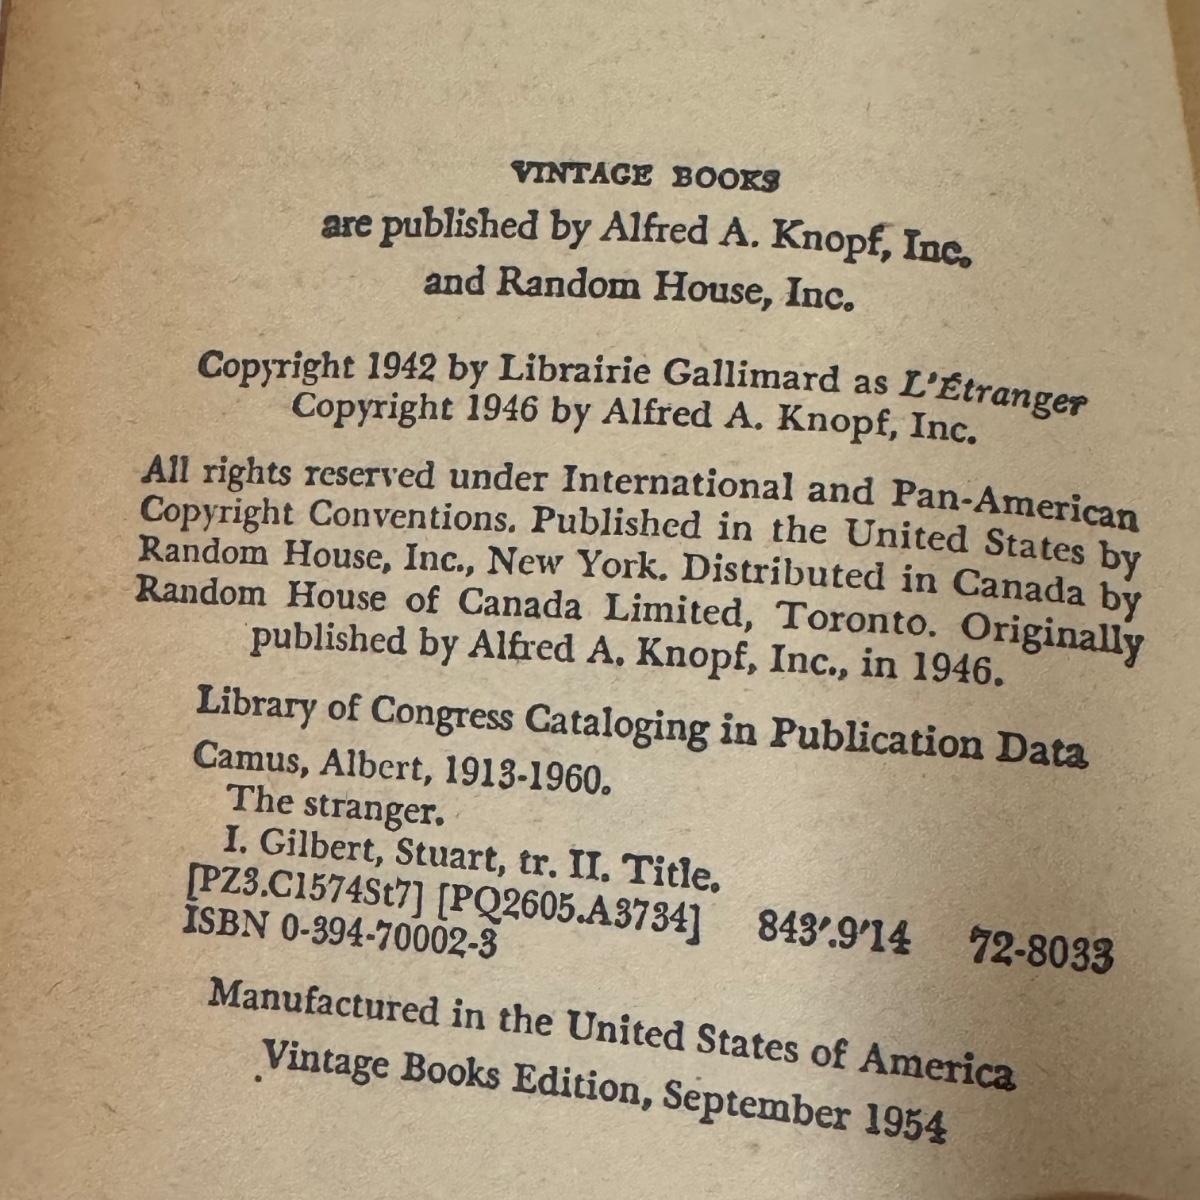 VINTAGE BOOKS
are published by Alfred A. Knopf, Inc.
and Random House, Inc.
Copyright 1942 by Librairie Gallimard as L'Étranger
Copyright 1946 by Alfred A. Knopf, Inc.
All rights reserved under International and Pan-American
Copyright Conventions. Published in the United States by
Random House, Inc., New York. Distributed in Canada by
Random House of Canada Limited, Toronto. Originally
published by Alfred A. Knopf, Inc., in 1946.
Library of Congress Cataloging in Publication Data
Camus, Albert, 1913-1960.
The stranger.
I. Gilbert, Stuart, tr. II. Title.
[PZ3.C1574St7] [PQ2605.A3734] 843'.9'14 72-8033
ISBN 0-394-70002-3
Manufactured in the United States of America
Vintage Books Edition, September 1954